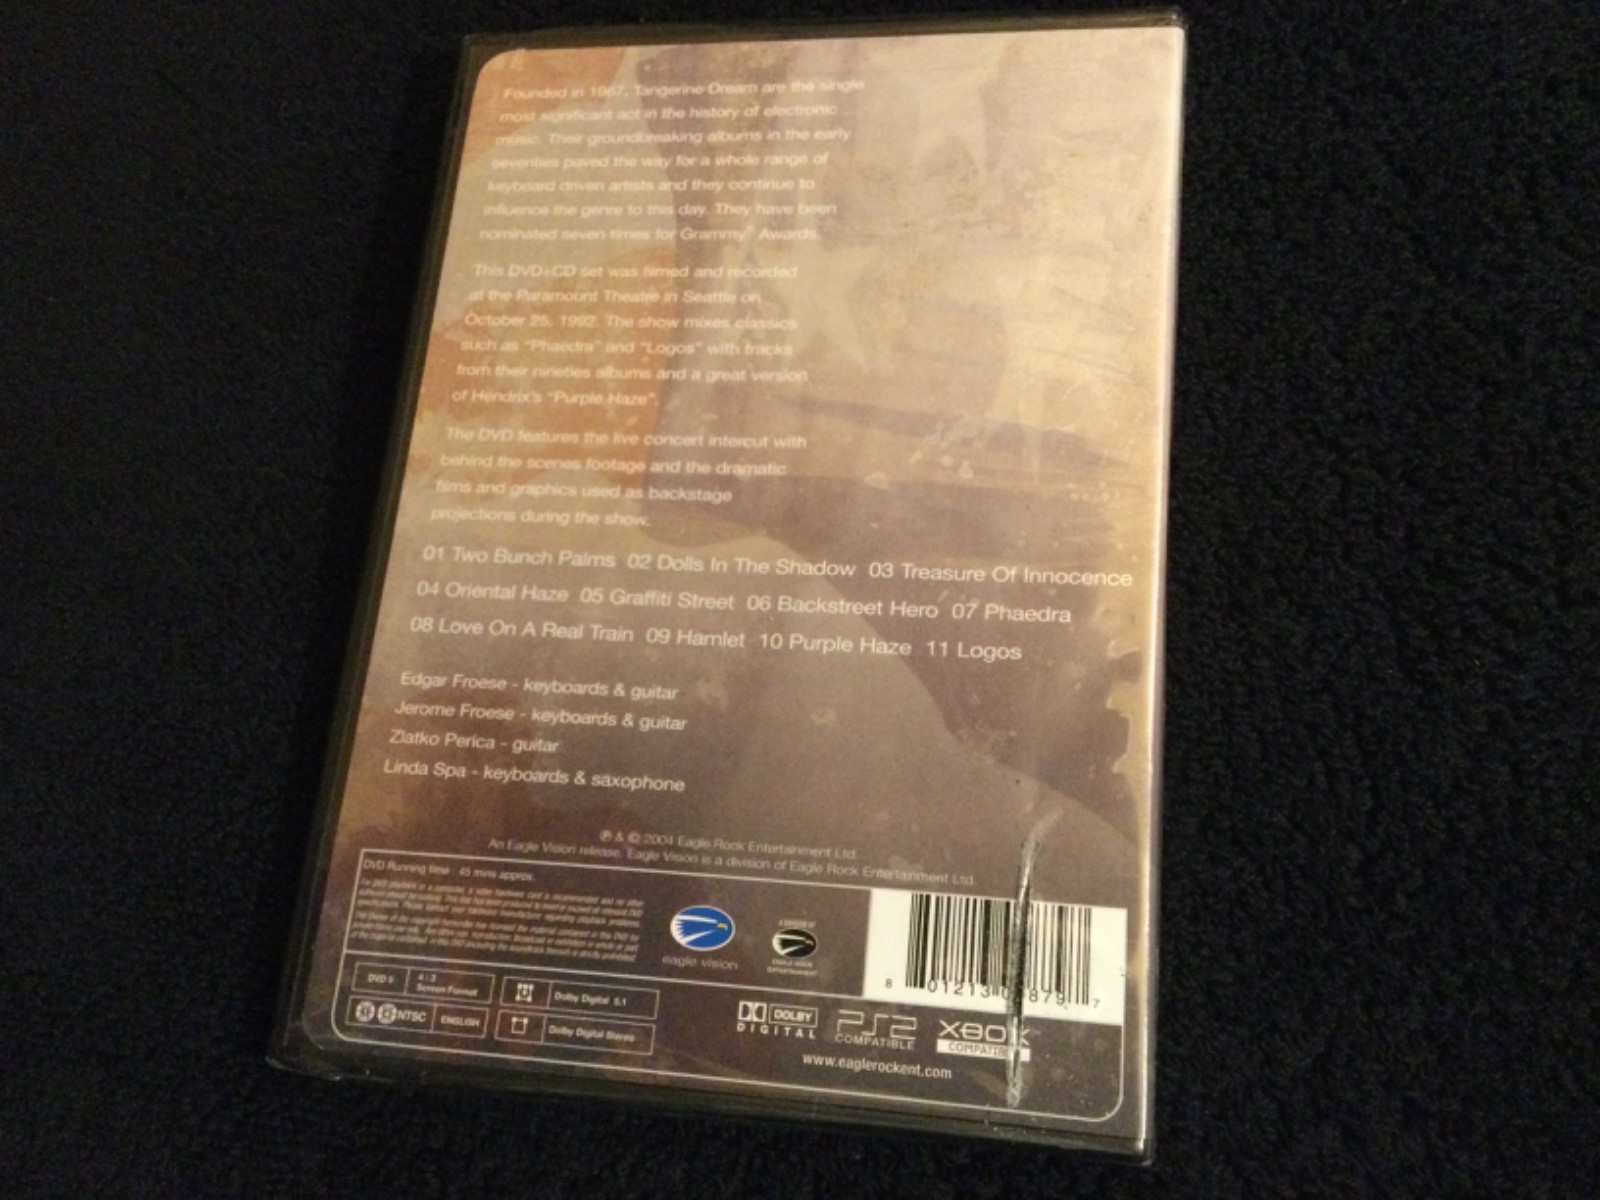 Founded in 1967, Tangerine Dream are the single
most significant act in the history of electronic
music. Their groundbreaking albums in the early
seventies paved the way for a whole range of
keyboard driven artists and they continue to
influence the genre to this day. They have been
nominated seven times for Grammy® Awards.
This DVD+CD set was filmed and recorded
at the Paramount Theatre in Seattle on
October 25, 1992. The show mixes classics
such as "Phaedra" and "Logos" with tracks
from their nineties albums and a great version
of Hendrix's "Purple Haze".
The DVD features the live concert intercut with
behind the scenes footage and the dramatic
films and graphics used as backstage
projections during the show.
01 Two Bunch Palms 02 Dolls In The Shadow 03 Treasure Of Innocence
04 Oriental Haze 05 Graffiti Street 06 Backstreet Hero 07 Phaedra
08 Love On A Real Train 09 Hamlet 10 Purple Haze 11 Logos
Edgar Froese - keyboards & guitar
Jerome Froese - keyboards & guitar
Zlatko Perica - guitar
Linda Spa - keyboards & saxophone
℗ & © 2004 Eagle Rock Entertainment Ltd.
An Eagle Vision release. Eagle Vision is a division of Eagle Rock Entertainment Ltd.
DVD Running time : 45 mins approx.
eagle vision
EAGLE ROCK
ENTERTAINMENT
8 01213 0 879 7
DVD 5
4:3
Screen Format
Dolby Digital 5.1
NTSC
ENGLISH
Dolby Digital Stereo
DOLBY
DIGITAL
PS2
COMPATIBLE
XBOX
COMPATIBLE
www.eaglerockent.com